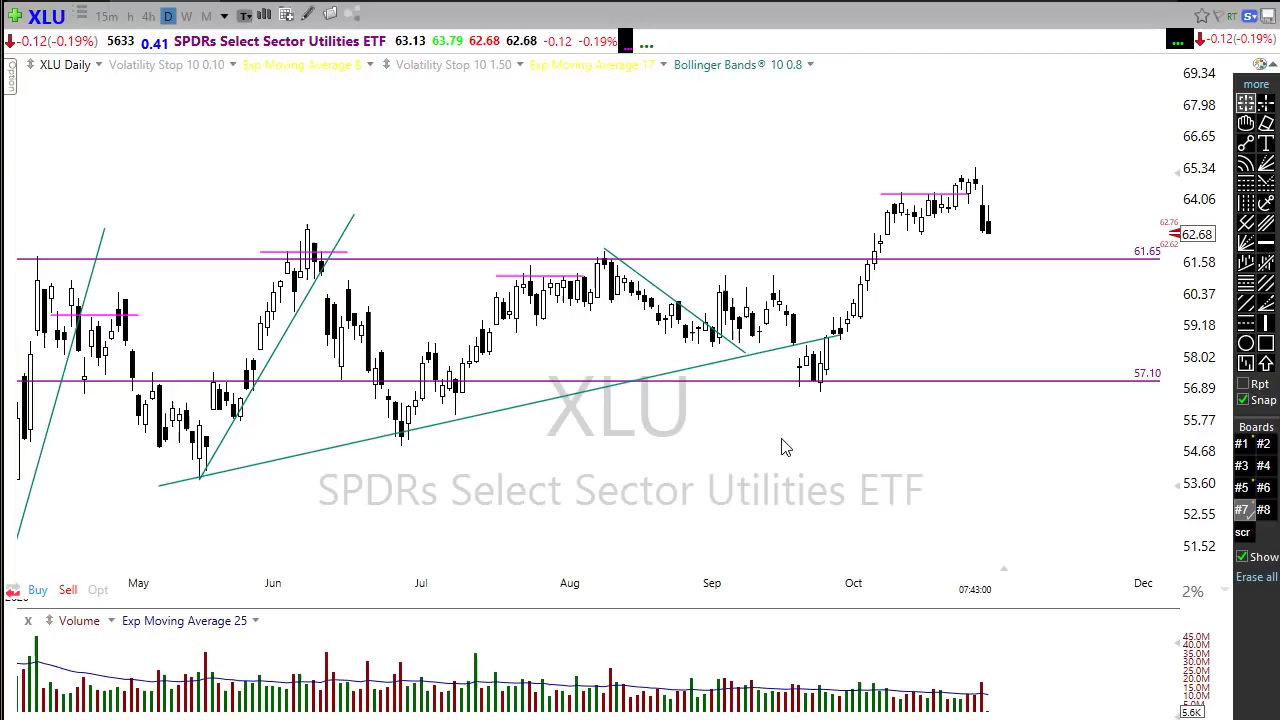 XLU 15m h 4h D W M T RT S
-0.12(-0.19%) 5633 0.41 SPDRs Select Sector Utilities ETF 63.13 63.79 62.68 62.68 -0.12 -0.19% ... ... ... -0.12(-0.19%)
Option
XLU Daily Volatility Stop 10 0.10 Exp Moving Average 8 Volatility Stop 10 1.50 Exp Moving Average 17 Bollinger Bands® 10 0.8
69.34
67.98
66.65
65.34
64.06
62.76
62.68
62.62
61.65
61.58
60.37
59.18
58.02
57.10
56.89
55.77
54.68
53.60
52.55
51.52
XLU
SPDRs Select Sector Utilities ETF
more
T
Rpt
Snap
Boards
#1 #2
#3 #4
#5 #6
#7 #8
scr
Show
Erase all
May Jun Jul Aug Sep Oct Dec
Buy Sell Opt 07:43:00 2%
X Volume Exp Moving Average 25
45.0M
40.0M
35.0M
30.0M
25.0M
20.0M
15.0M
10.0M
5.6K